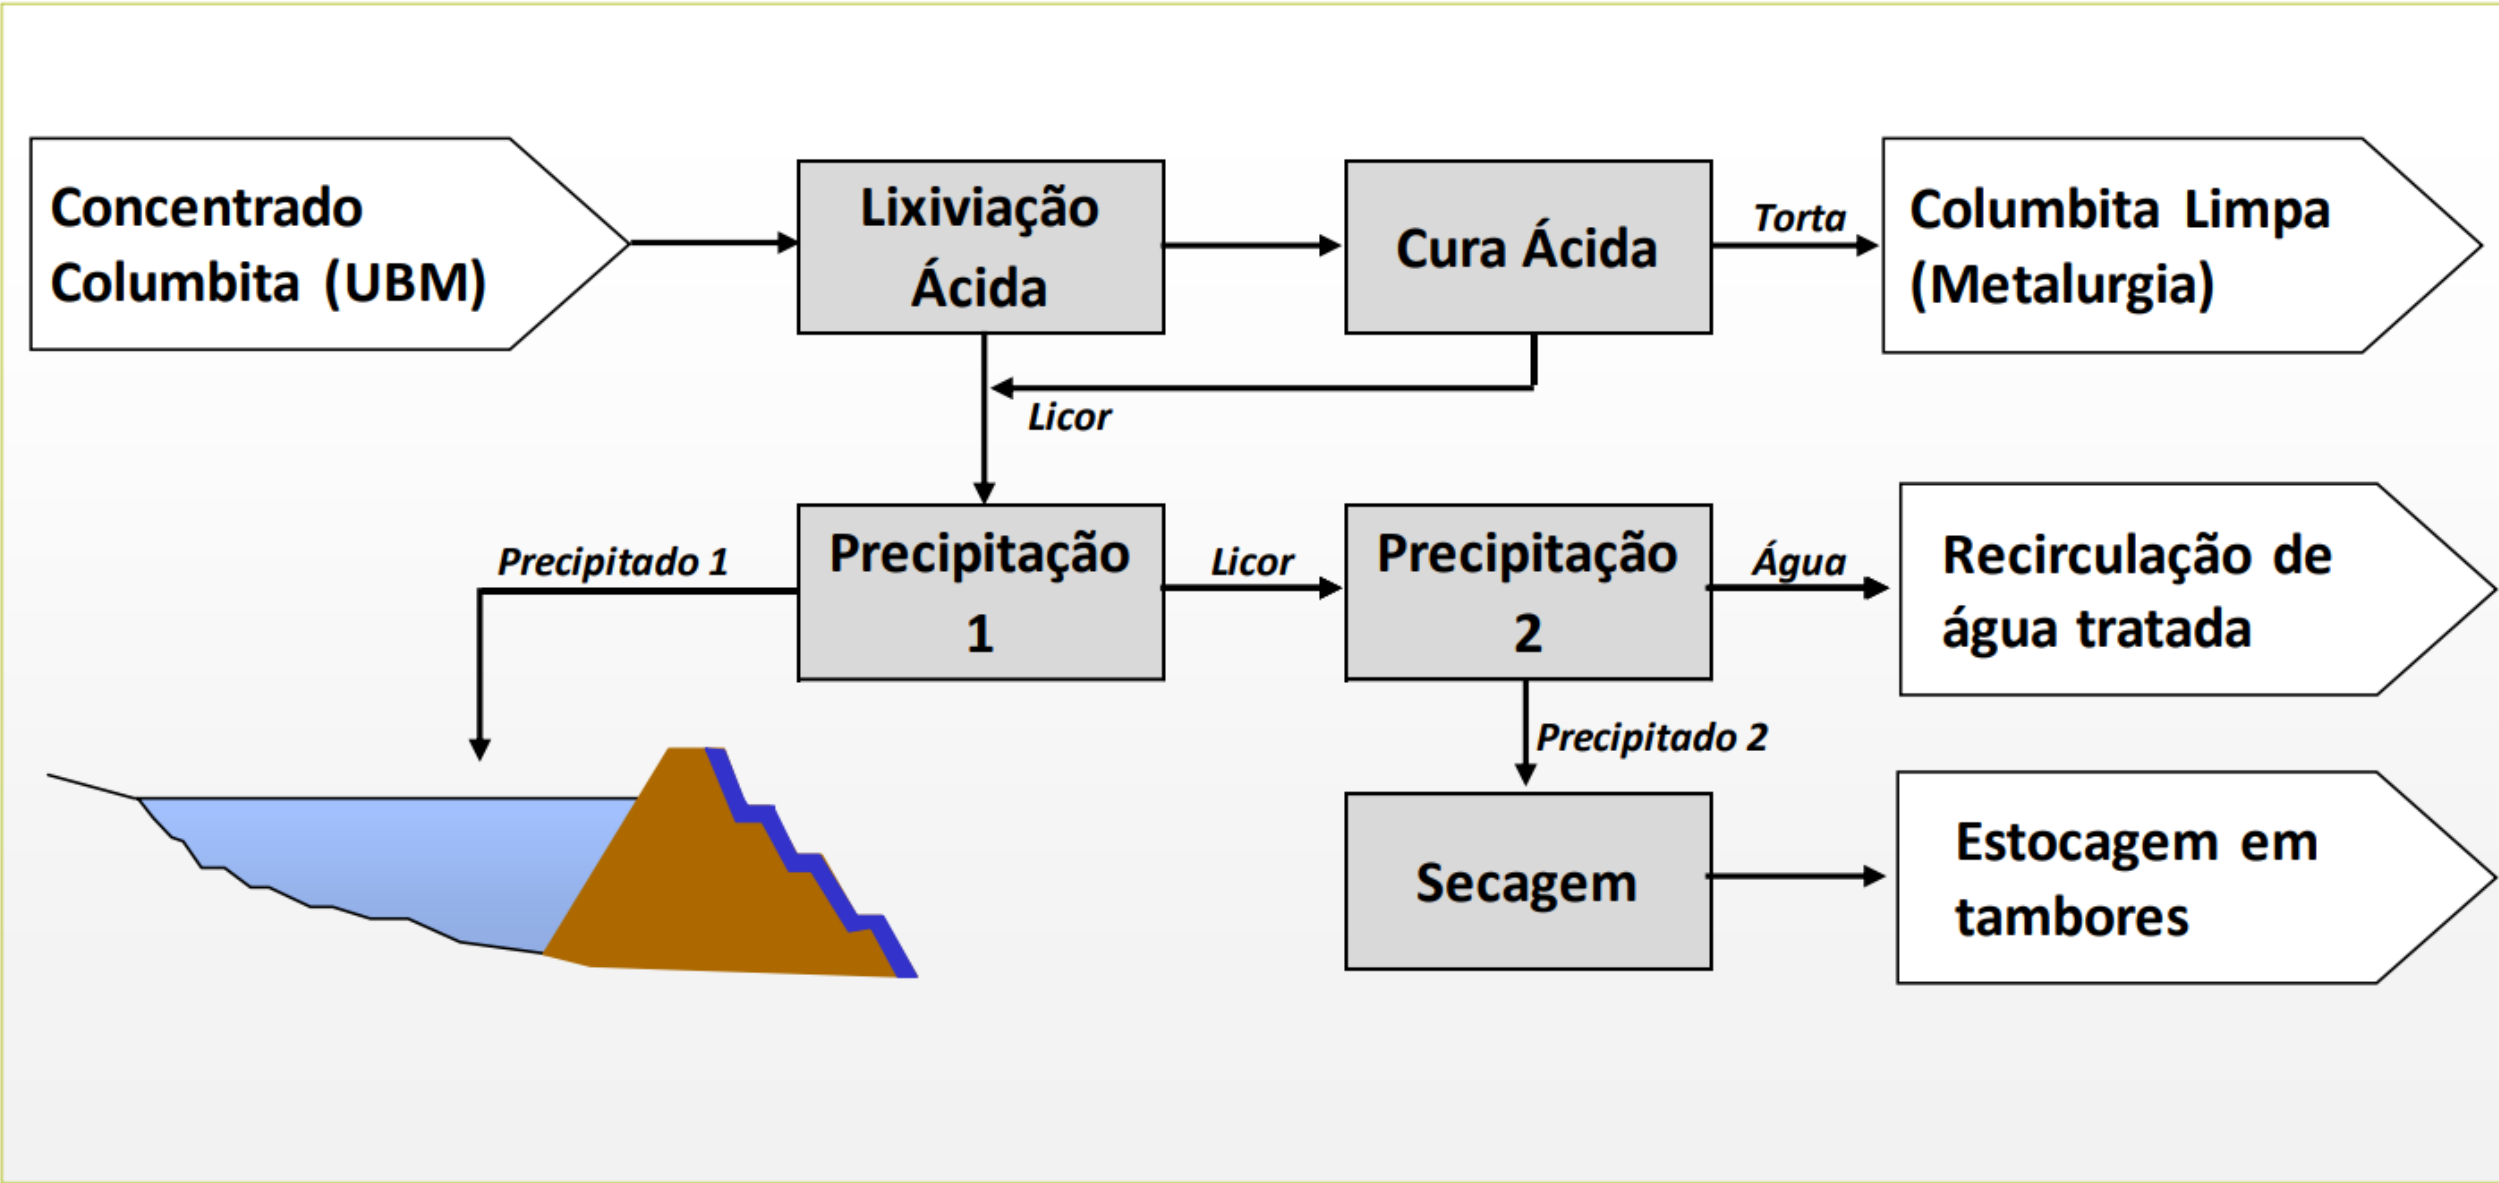 Concentrado
Columbita (UBM)
Lixiviação
Ácida
Cura Ácida
Torta
Columbita Limpa
(Metalurgia)
Licor
Precipitado 1
Precipitação
1
Licor
Precipitação
2
Água
Recirculação de
água tratada
Precipitado 2
Secagem
Estocagem em
tambores